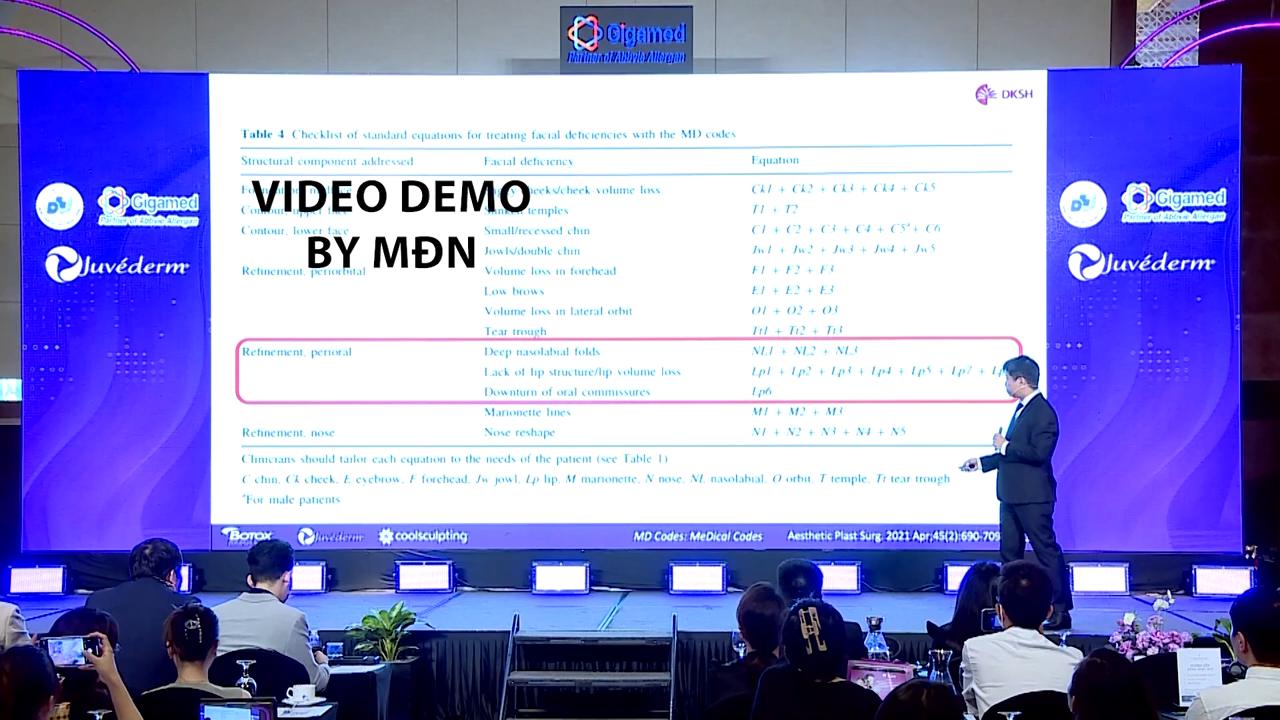 Gigamed
Partner of Abbvie Allergan
DKSH
Table 4 Checklist of standard equations for treating facial deficiencies with the MD codes
Structural component addressed Facial deficiency Equation
cheeks/cheek volume loss Ck1 + Ck2 + Ck3 + Ck4 + Ck5
VIDEO DEMO
temples T1 + T2
Contour, lower face Small/recessed chin C1 + C2 + C3 + C4 + C5ª + C6
BY MĐN
Jowls/double chin Jw1 + Jw2 + Jw3 + Jw4 + Jw5
Refinement, periorbital Volume loss in forehead F1 + F2 + F3
Low brows E1 + E2 + E3
Volume loss in lateral orbit O1 + O2 + O3
Tear trough Tt1 + Tt2 + Tt3
Refinement, perioral Deep nasolabial folds NL1 + NL2 + NL3
Lack of lip structure/lip volume loss Lp1 + Lp2 + Lp3 + Lp4 + Lp5 + Lp7 +
Downturn of oral commissures Lp6
Marionette lines M1 + M2 + M3
Refinement, nose Nose reshape N1 + N2 + N3 + N4 + N5
Clinicians should tailor each equation to the needs of the patient (see Table 1)
C chin, Ck cheek, E eyebrow, F forehead, Jw jowl, Lp lip, M marionette, N nose, NL nasolabial, O orbit, T temple, Tt tear trough
ªFor male patients
BOTOX Juvéderm coolsculpting MD Codes: MeDical Codes Aesthetic Plast Surg. 2021 Apr;45(2):690-709
Gigamed
Partner of Abbvie Allergan
Juvéderm
Gigamed
Partner of Abbvie Allergan
Juvéderm